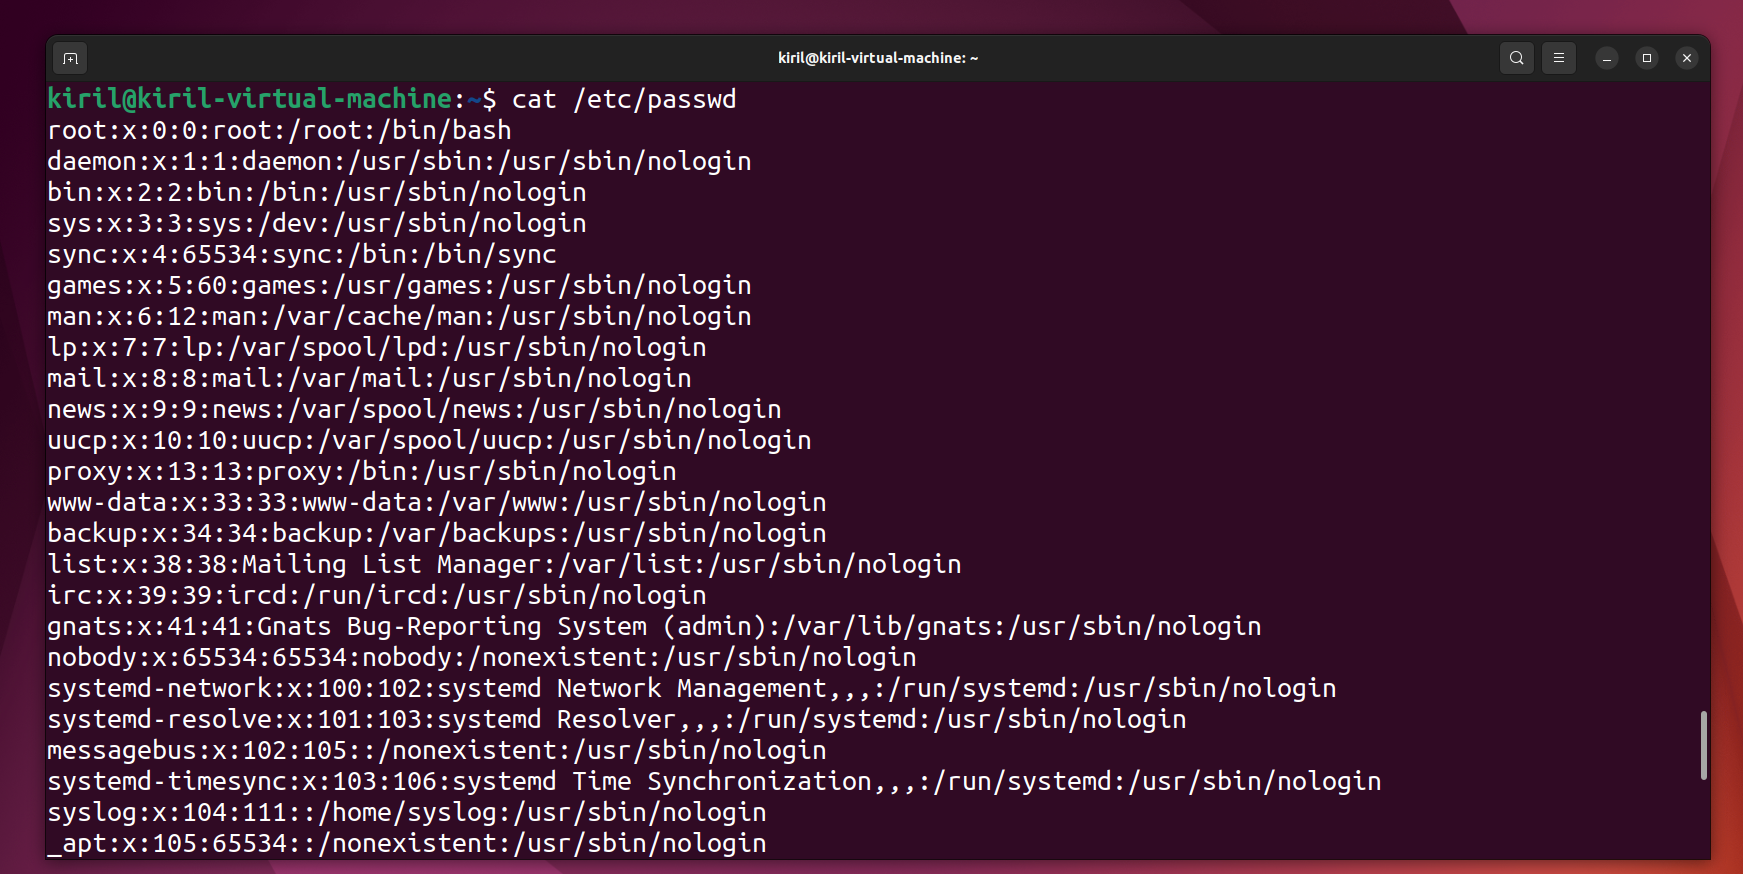 kiril@kiril-virtual-machine: ~
kiril@kiril-virtual-machine:~$ cat /etc/passwd
root:x:0:0:root:/root:/bin/bash
daemon:x:1:1:daemon:/usr/sbin:/usr/sbin/nologin
bin:x:2:2:bin:/bin:/usr/sbin/nologin
sys:x:3:3:sys:/dev:/usr/sbin/nologin
sync:x:4:65534:sync:/bin:/bin/sync
games:x:5:60:games:/usr/games:/usr/sbin/nologin
man:x:6:12:man:/var/cache/man:/usr/sbin/nologin
lp:x:7:7:lp:/var/spool/lpd:/usr/sbin/nologin
mail:x:8:8:mail:/var/mail:/usr/sbin/nologin
news:x:9:9:news:/var/spool/news:/usr/sbin/nologin
uucp:x:10:10:uucp:/var/spool/uucp:/usr/sbin/nologin
proxy:x:13:13:proxy:/bin:/usr/sbin/nologin
www-data:x:33:33:www-data:/var/www:/usr/sbin/nologin
backup:x:34:34:backup:/var/backups:/usr/sbin/nologin
list:x:38:38:Mailing List Manager:/var/list:/usr/sbin/nologin
irc:x:39:39:ircd:/run/ircd:/usr/sbin/nologin
gnats:x:41:41:Gnats Bug-Reporting System (admin):/var/lib/gnats:/usr/sbin/nologin
nobody:x:65534:65534:nobody:/nonexistent:/usr/sbin/nologin
systemd-network:x:100:102:systemd Network Management,,,:/run/systemd:/usr/sbin/nologin
systemd-resolve:x:101:103:systemd Resolver,,,:/run/systemd:/usr/sbin/nologin
messagebus:x:102:105::/nonexistent:/usr/sbin/nologin
systemd-timesync:x:103:106:systemd Time Synchronization,,,:/run/systemd:/usr/sbin/nologin
syslog:x:104:111::/home/syslog:/usr/sbin/nologin
_apt:x:105:65534::/nonexistent:/usr/sbin/nologin